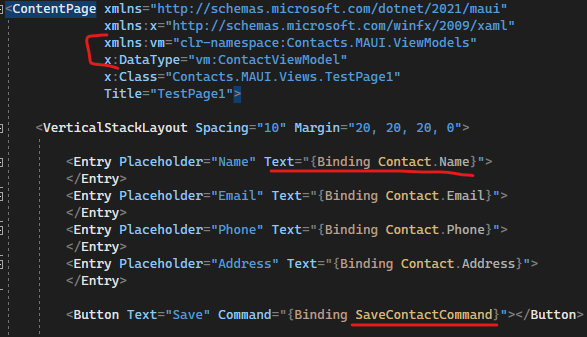 <ContentPage xmlns="http://schemas.microsoft.com/dotnet/2021/maui"
xmlns:x="http://schemas.microsoft.com/winfx/2009/xaml"
xmlns:vm="clr-namespace:Contacts.MAUI.ViewModels"
x:DataType="vm:ContactViewModel"
x:Class="Contacts.MAUI.Views.TestPage1"
Title="TestPage1">
<VerticalStackLayout Spacing="10" Margin="20, 20, 20, 0">
<Entry Placeholder="Name" Text="{Binding Contact.Name}">
</Entry>
<Entry Placeholder="Email" Text="{Binding Contact.Email}">
</Entry>
<Entry Placeholder="Phone" Text="{Binding Contact.Phone}">
</Entry>
<Entry Placeholder="Address" Text="{Binding Contact.Address}">
</Entry>
<Button Text="Save" Command="{Binding SaveContactCommand}"></Button>